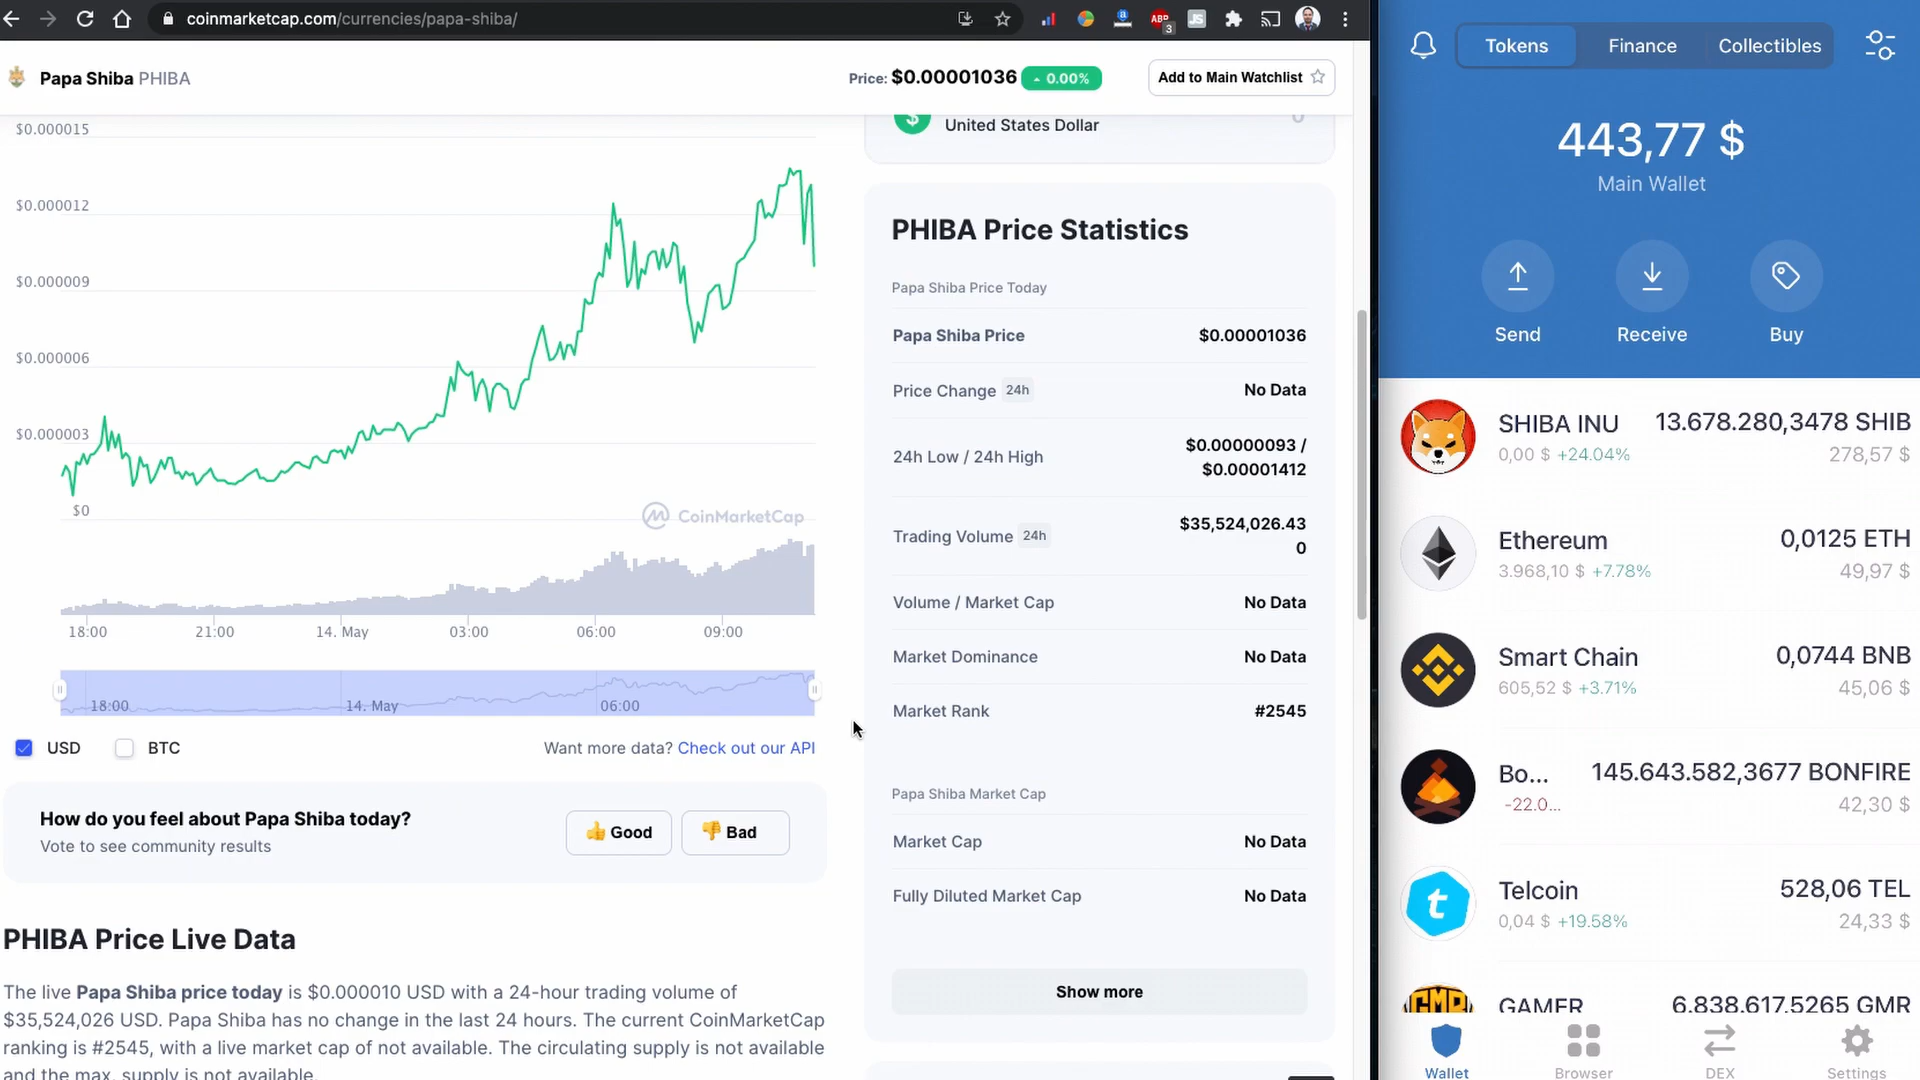 coinmarketcap.com/currencies/papa-shiba/
ABP
3
JS
Papa Shiba PHIBA
Price: $0.00001036
0.00%
Add to Main Watchlist
$0.000015
$0.000012
$0.000009
$0.000006
$0.000003
$0
CoinMarketCap
18:00 21:00 14. May 03:00 06:00 09:00
18:00 14. May 06:00
USD BTC
Want more data? Check out our API
How do you feel about Papa Shiba today?
Vote to see community results
Good Bad
PHIBA Price Live Data
The live Papa Shiba price today is $0.000010 USD with a 24-hour trading volume of
$35,524,026 USD. Papa Shiba has no change in the last 24 hours. The current CoinMarketCap
ranking is #2545, with a live market cap of not available. The circulating supply is not available
and the max. supply is not available.
United States Dollar
PHIBA Price Statistics
Papa Shiba Price Today
Papa Shiba Price $0.00001036
Price Change 24h No Data
24h Low / 24h High $0.00000093 /
$0.00001412
Trading Volume 24h $35,524,026.43
0
Volume / Market Cap No Data
Market Dominance No Data
Market Rank #2545
Papa Shiba Market Cap
Market Cap No Data
Fully Diluted Market Cap No Data
Show more
Tokens Finance Collectibles
443,77 $
Main Wallet
Send Receive Buy
SHIBA INU 13.678.280,3478 SHIB
0,00 $ +24.04% 278,57 $
Ethereum 0,0125 ETH
3.968,10 $ +7.78% 49,97 $
Smart Chain 0,0744 BNB
605,52 $ +3.71% 45,06 $
Bo... 145.643.582,3677 BONFIRE
-22.0... 42,30 $
Telcoin 528,06 TEL
0,04 $ +19.58% 24,33 $
GAMER 6.838.617,5265 GMR
Wallet Browser DEX Settings